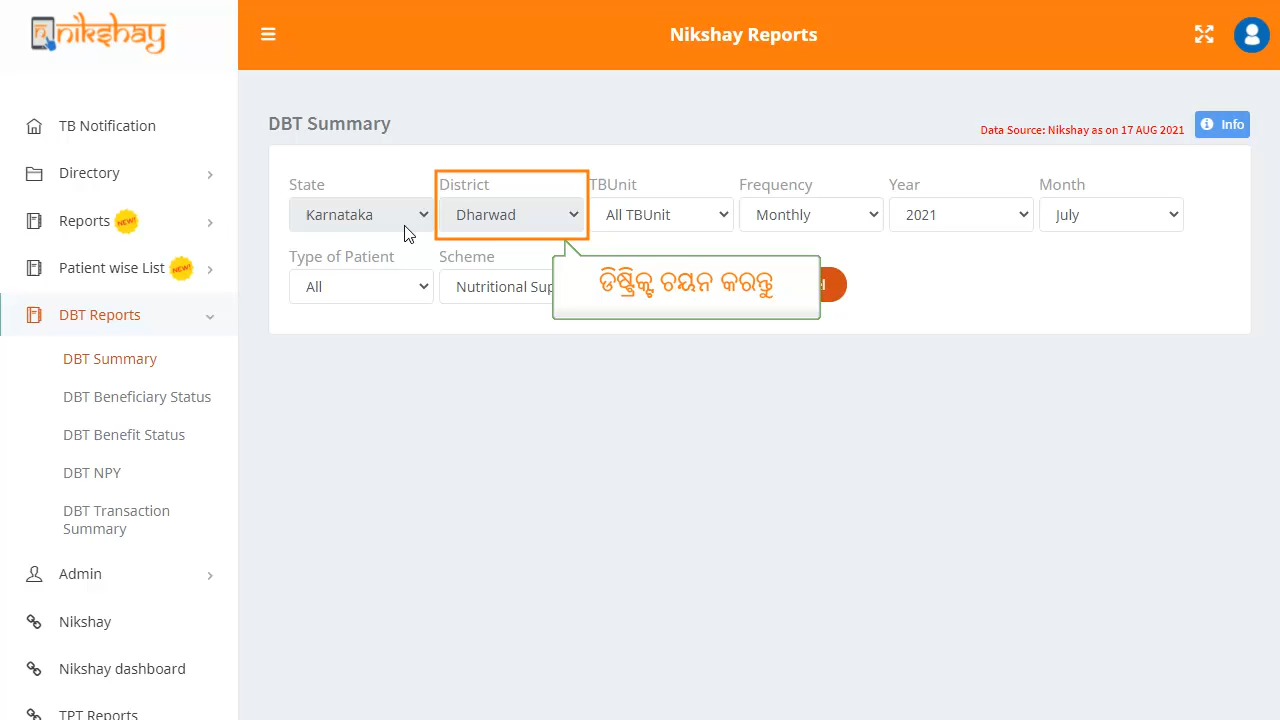 nikshay
Nikshay Reports
TB Notification
Directory
Reports NEW!
Patient wise List NEW!
DBT Reports
DBT Summary
DBT Beneficiary Status
DBT Benefit Status
DBT NPY
DBT Transaction
Summary
Admin
Nikshay
Nikshay dashboard
TPT Reports
DBT Summary
Data Source: Nikshay as on 17 AUG 2021
Info
State District TBUnit Frequency Year Month
Karnataka Dharwad All TBUnit Monthly 2021 July
Type of Patient Scheme
All Nutritional Sup
ଡିଷ୍ଟ୍ରିକ୍ଟ ଚୟନ କରନ୍ତୁ